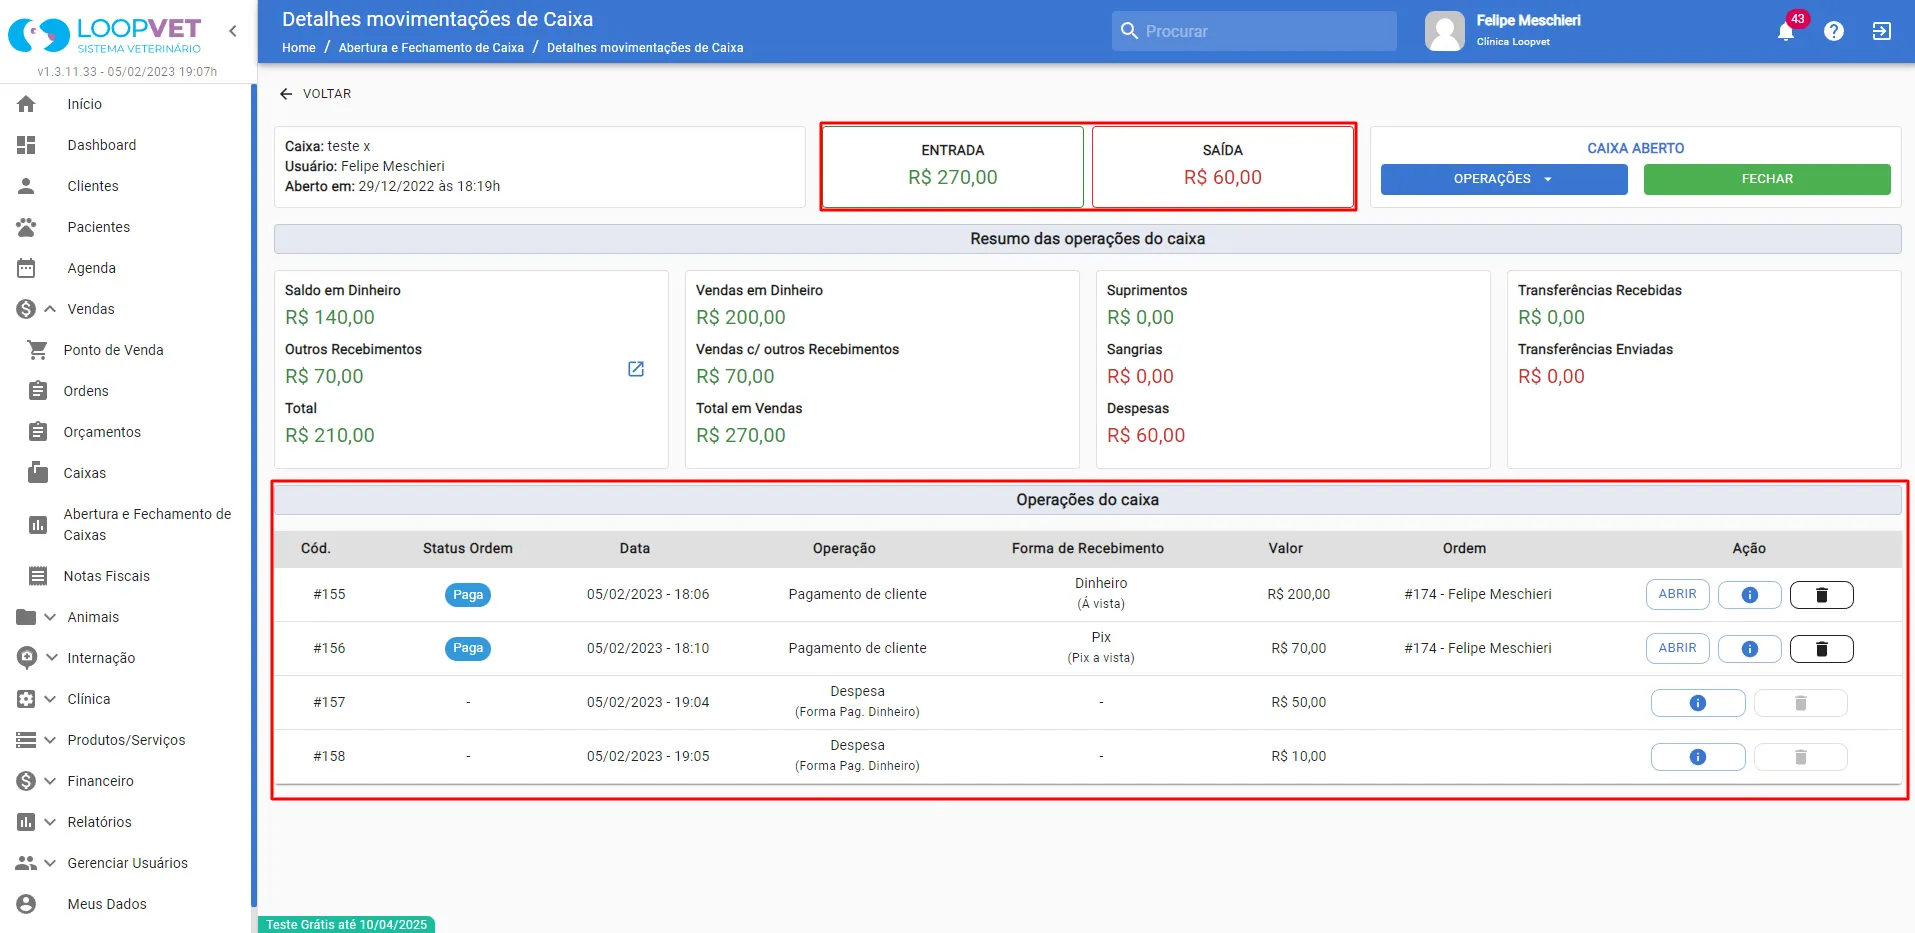 LOOPVET
SISTEMA VETERINÁRIO
v1.3.11.33 - 05/02/2023 19:07h
Início
Dashboard
Clientes
Pacientes
Agenda
Vendas
Ponto de Venda
Ordens
Orçamentos
Caixas
Abertura e Fechamento de
Caixas
Notas Fiscais
Animais
Internação
Clínica
Produtos/Serviços
Financeiro
Relatórios
Gerenciar Usuários
Meus Dados
Detalhes movimentações de Caixa
Home / Abertura e Fechamento de Caixa / Detalhes movimentações de Caixa
Procurar
Felipe Meschieri
Clínica Loopvet
43
VOLTAR
Caixa: teste x
Usuário: Felipe Meschieri
Aberto em: 29/12/2022 às 18:19h
ENTRADA
R$ 270,00
SAÍDA
R$ 60,00
CAIXA ABERTO
OPERAÇÕES
FECHAR
Resumo das operações do caixa
Saldo em Dinheiro
R$ 140,00
Outros Recebimentos
R$ 70,00
Total
R$ 210,00
Vendas em Dinheiro
R$ 200,00
Vendas c/ outros Recebimentos
R$ 70,00
Total em Vendas
R$ 270,00
Suprimentos
R$ 0,00
Sangrias
R$ 0,00
Despesas
R$ 60,00
Transferências Recebidas
R$ 0,00
Transferências Enviadas
R$ 0,00
Operações do caixa
Cód. Status Ordem Data Operação Forma de Recebimento Valor Ordem Ação
#155 Paga 05/02/2023 - 18:06 Pagamento de cliente Dinheiro (Á vista) R$ 200,00 #174 - Felipe Meschieri ABRIR
#156 Paga 05/02/2023 - 18:10 Pagamento de cliente Pix (Pix a vista) R$ 70,00 #174 - Felipe Meschieri ABRIR
#157 - 05/02/2023 - 19:04 Despesa (Forma Pag. Dinheiro) - R$ 50,00
#158 - 05/02/2023 - 19:05 Despesa (Forma Pag. Dinheiro) - R$ 10,00
Teste Grátis até 10/04/2025